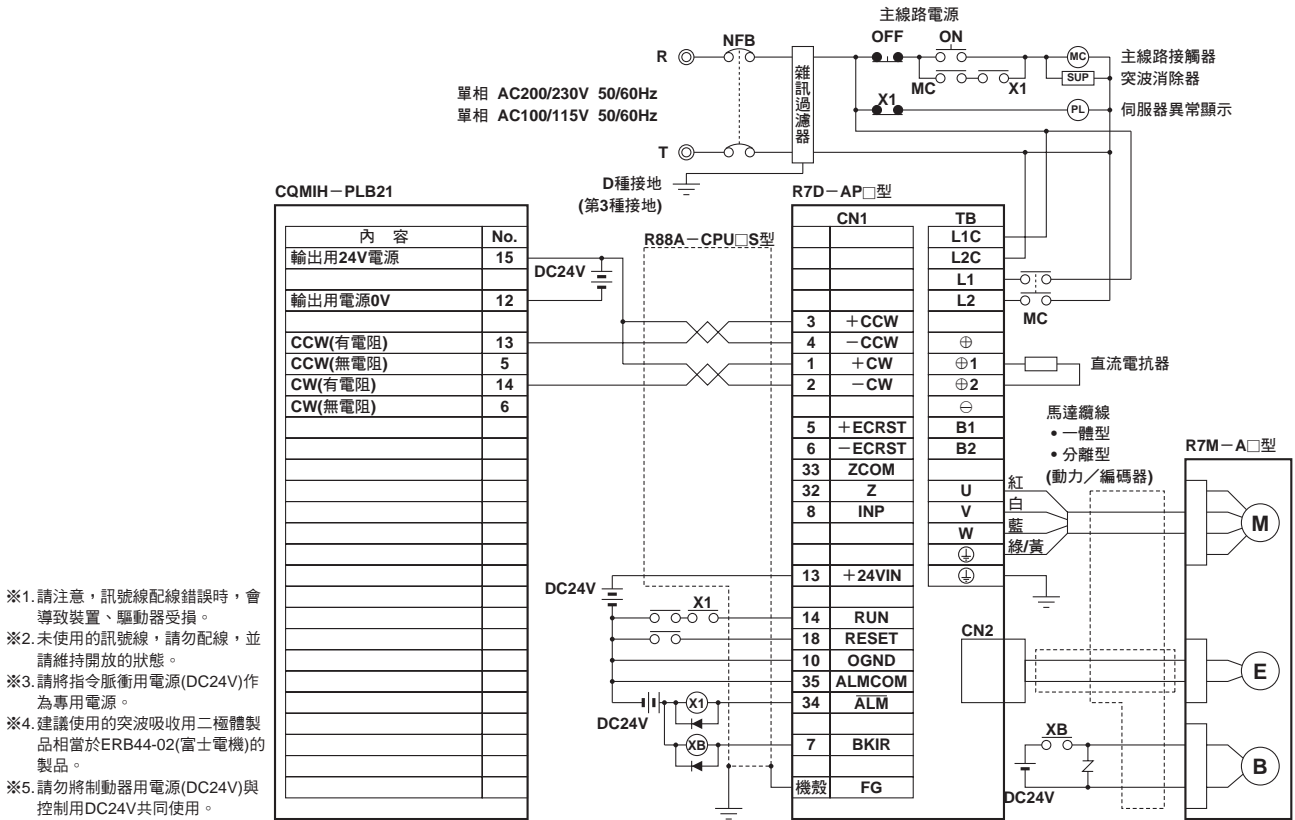 主線路電源
OFF ON
NFB
R
雜訊過濾器
MC 主線路接觸器
SUP 突波消除器
MC X1
X1
PL 伺服器異常顯示
單相 AC200/230V 50/60Hz
單相 AC100/115V 50/60Hz
T
D種接地
(第3種接地)
CQMIH－PLB21
內 容 No.
輸出用24V電源 15
輸出用電源0V 12
CCW(有電阻) 13
CCW(無電阻) 5
CW(有電阻) 14
CW(無電阻) 6
DC24V
R88A－CPU□S型
R7D－AP□型
CN1
3 ＋CCW
4 －CCW
1 ＋CW
2 －CW
5 ＋ECRST
6 －ECRST
33 ZCOM
32 Z
8 INP
13 ＋24VIN
14 RUN
18 RESET
10 OGND
35 ALMCOM
34 ALM
7 BKIR
機殼 FG
TB
L1C
L2C
L1
L2
⊕
⊕1
⊕2
⊖
B1
B2
U
V
W
MC
直流電抗器
馬達纜線
• 一體型
• 分離型
(動力／編碼器)
紅
白
藍
綠/黃
R7M－A□型
M
E
B
CN2
XB
DC24V
DC24V
X1
DC24V
X1
XB
※1.請注意，訊號線配線錯誤時，會
導致裝置、驅動器受損。
※2.未使用的訊號線，請勿配線，並
請維持開放的狀態。
※3.請將指令脈衝用電源(DC24V)作
為專用電源。
※4.建議使用的突波吸收用二極體製
品相當於ERB44-02(富士電機)的
製品。
※5.請勿將制動器用電源(DC24V)與
控制用DC24V共同使用。